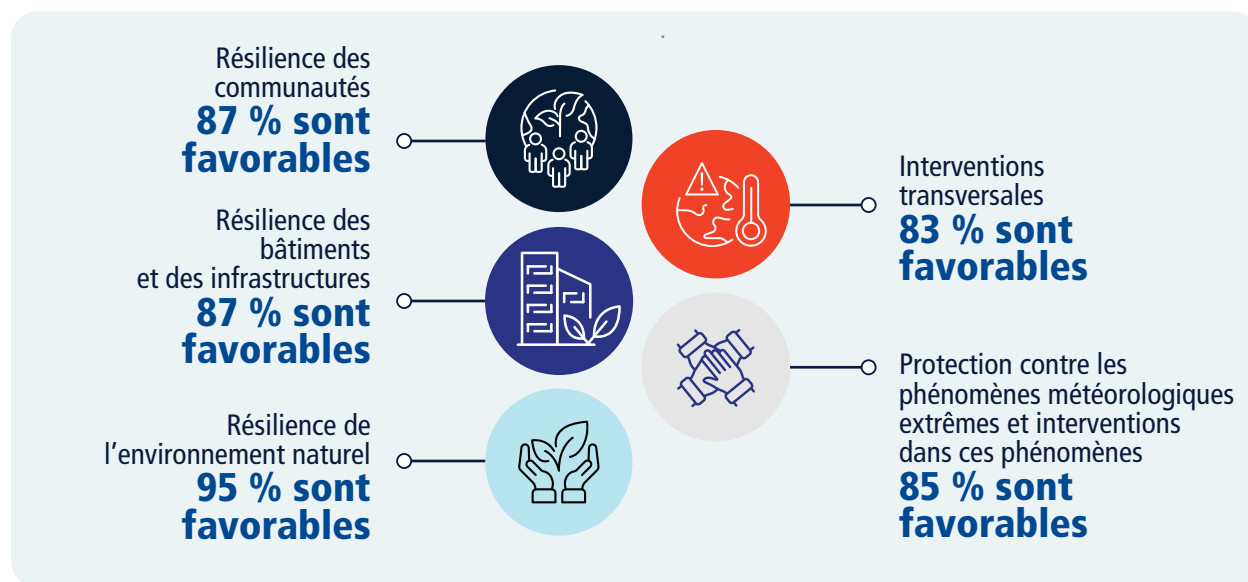 Résilience des
communautés
87 % sont
favorables
Résilience des
bâtiments
et des infrastructures
87 % sont
favorables
Résilience de
l'environnement naturel
95 % sont
favorables
Interventions
transversales
83 % sont
favorables
Protection contre les
phénomènes météorologiques
extrêmes et interventions
dans ces phénomènes
85 % sont
favorables